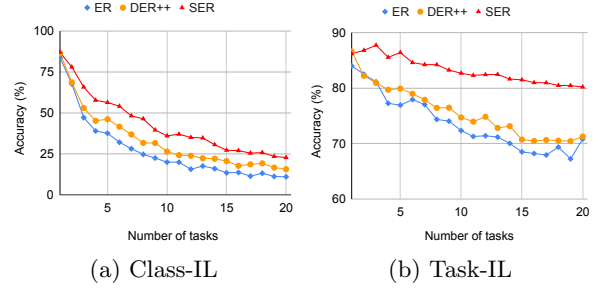 ER DER++ SER
Accuracy (%)
100
75
50
25
0
5 10 15 20
Number of tasks
(a) Class-IL
ER DER++ SER
Accuracy (%)
90
80
70
60
5 10 15 20
Number of tasks
(b) Task-IL